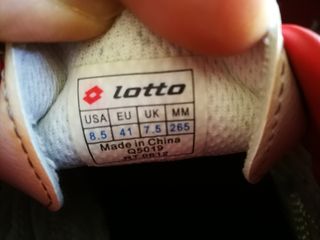 lotto
USA EU UK MM
8.5 41 7.5 265
Made in China
Q5019